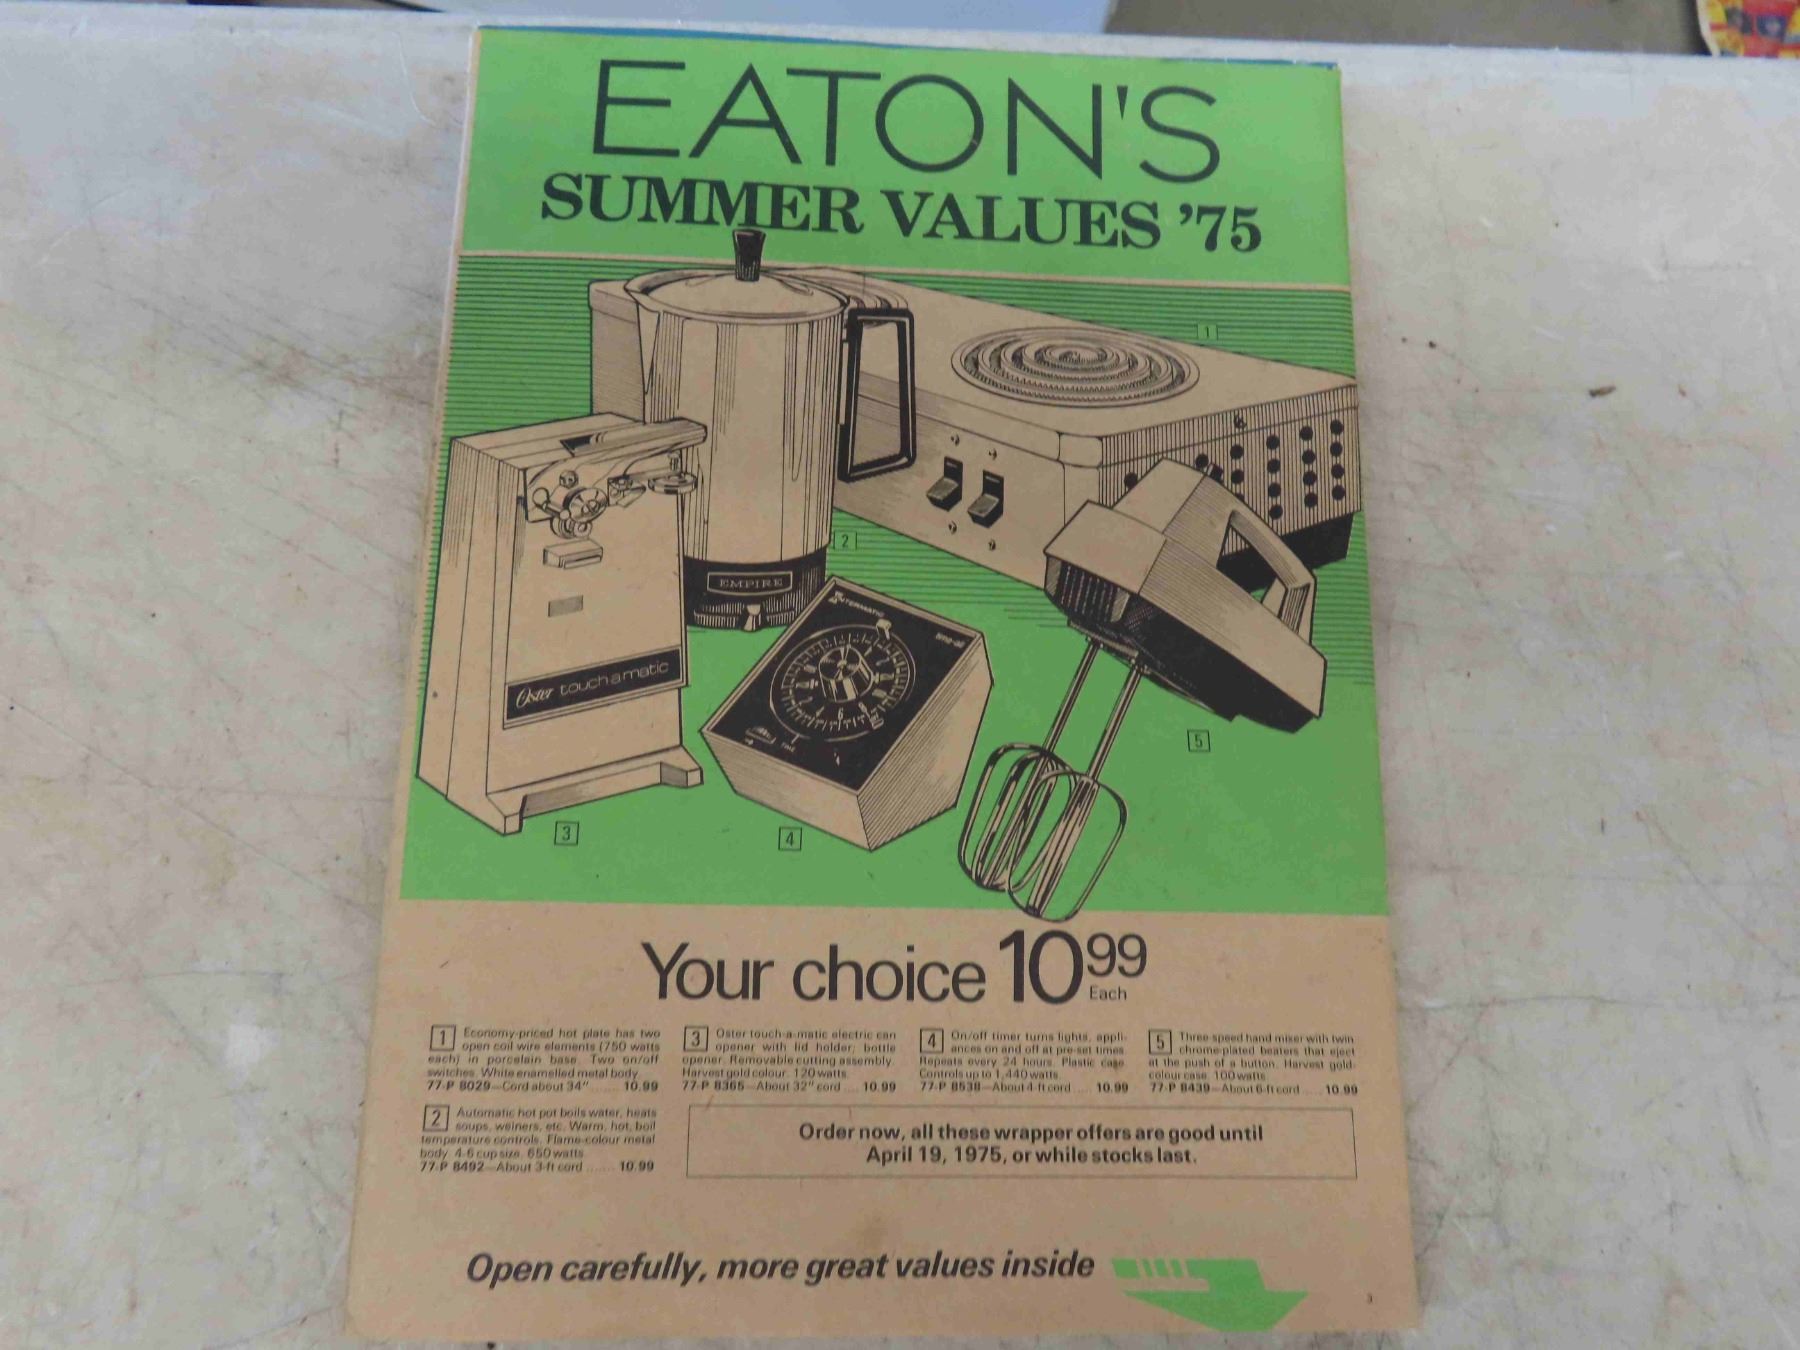 EATON'S
SUMMER VALUES '75
1
2
EMPIRE
INTERMATIC
time-all
Oster touch a matic
TIME
3
4
5
Your choice 10 99
Each
1 Economy-priced hot plate has two
open coil wire elements (750 watts
each) in porcelain base. Two on/off
switches. White enamelled metal body.
77-P 8029—Cord about 34" ...... 10.99
2 Automatic hot pot boils water, heats
soups, weiners, etc. Warm, hot, boil
temperature controls. Flame-colour metal
body. 4-6 cup size. 650 watts.
77-P 8492—About 3-ft cord ....... 10.99
3 Oster touch-a-matic electric can
opener with lid holder; bottle
opener. Removable cutting assembly.
Harvest gold colour. 120 watts.
77-P 8365—About 32" cord .... 10.99
4 On/off timer turns lights, appli-
ances on and off at pre-set times.
Repeats every 24 hours. Plastic case.
Controls up to 1,440 watts.
77-P 8538—About 4-ft cord ..... 10.99
5 Three-speed hand mixer with twin
chrome-plated beaters that eject
at the push of a button. Harvest gold-
colour case. 100 watts.
77-P 8439—About 6-ft cord ..... 10.99
Order now, all these wrapper offers are good until
April 19, 1975, or while stocks last.
Open carefully, more great values inside
3